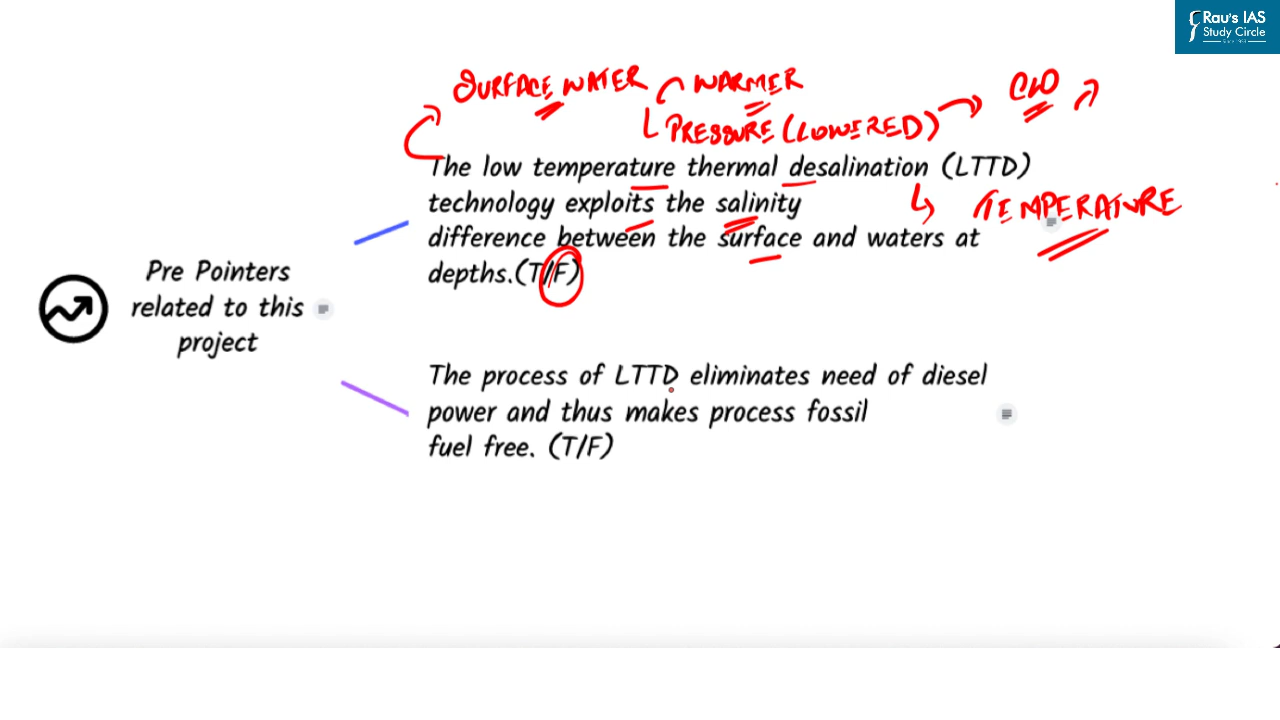 Rau's IAS
Study Circle
SURFACE WATER
WARMER
PRESSURE (LOWERED)
The low temperature thermal desalination (LTTD)
technology exploits the salinity
difference between the surface and waters at
depths.(T/F)
TEMPERATURE
Pre Pointers
related to this
project
The process of LTTD eliminates need of diesel
power and thus makes process fossil
fuel free. (T/F)